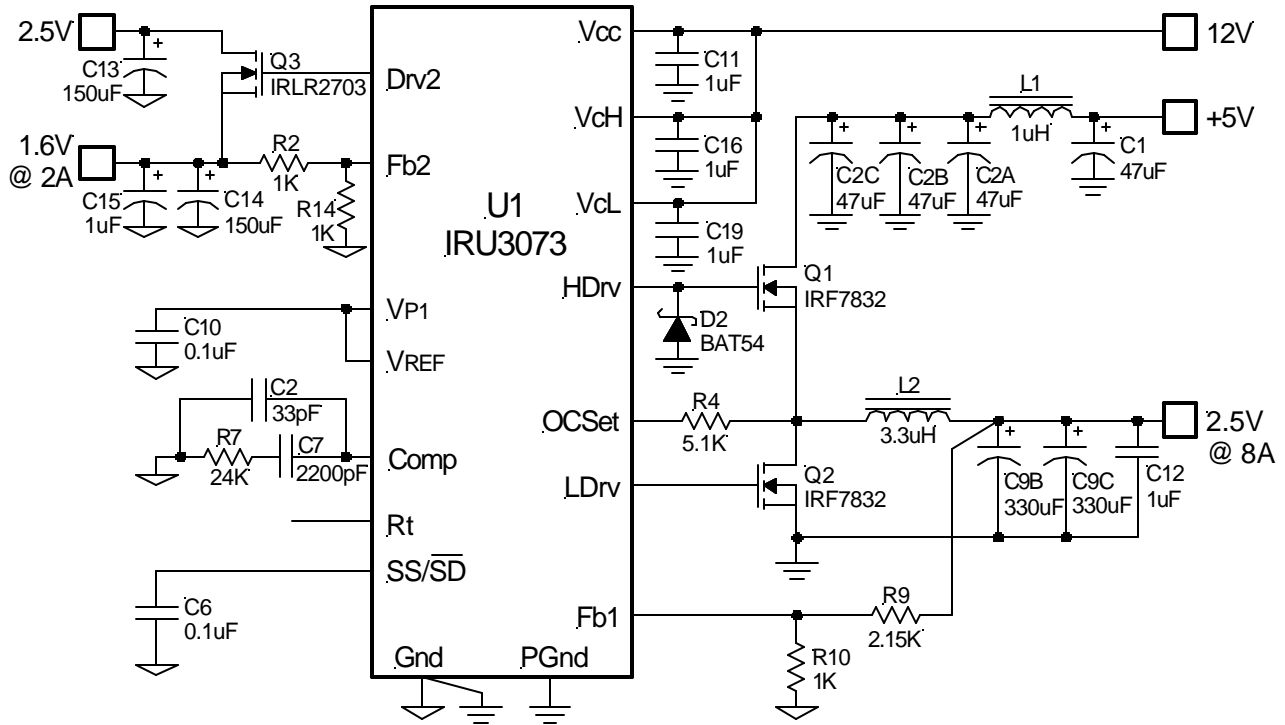 2.5V
C13
150uF
Q3
IRLR2703
1.6V
@ 2A
C15
1uF
C14
150uF
R2
1K
R14
1K
C10
0.1uF
C2
33pF
R7
24K
C7
2200pF
C6
0.1uF
U1
IRU3073
Drv2
Fb2
VP1
VREF
Comp
Rt
SS/SD
Gnd
PGnd
Vcc
VcH
VcL
HDrv
OCSet
LDrv
Fb1
12V
C11
1uF
C16
1uF
C19
1uF
L1
1uH
+5V
C1
47uF
C2C
47uF
C2B
47uF
C2A
47uF
Q1
IRF7832
D2
BAT54
R4
5.1K
L2
3.3uH
2.5V
@ 8A
Q2
IRF7832
C9B
330uF
C9C
330uF
C12
1uF
R9
2.15K
R10
1K